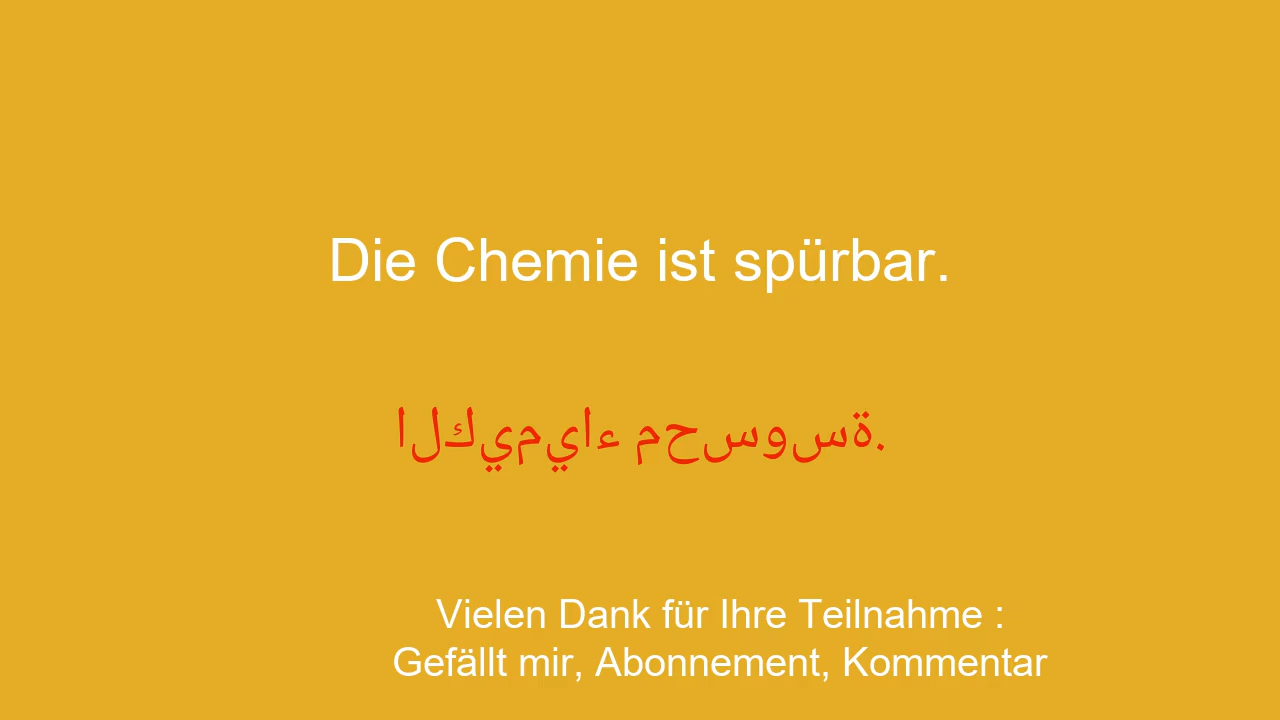 Die Chemie ist spürbar.
الكيمياء محسوسة.
Vielen Dank für Ihre Teilnahme :
Gefällt mir, Abonnement, Kommentar